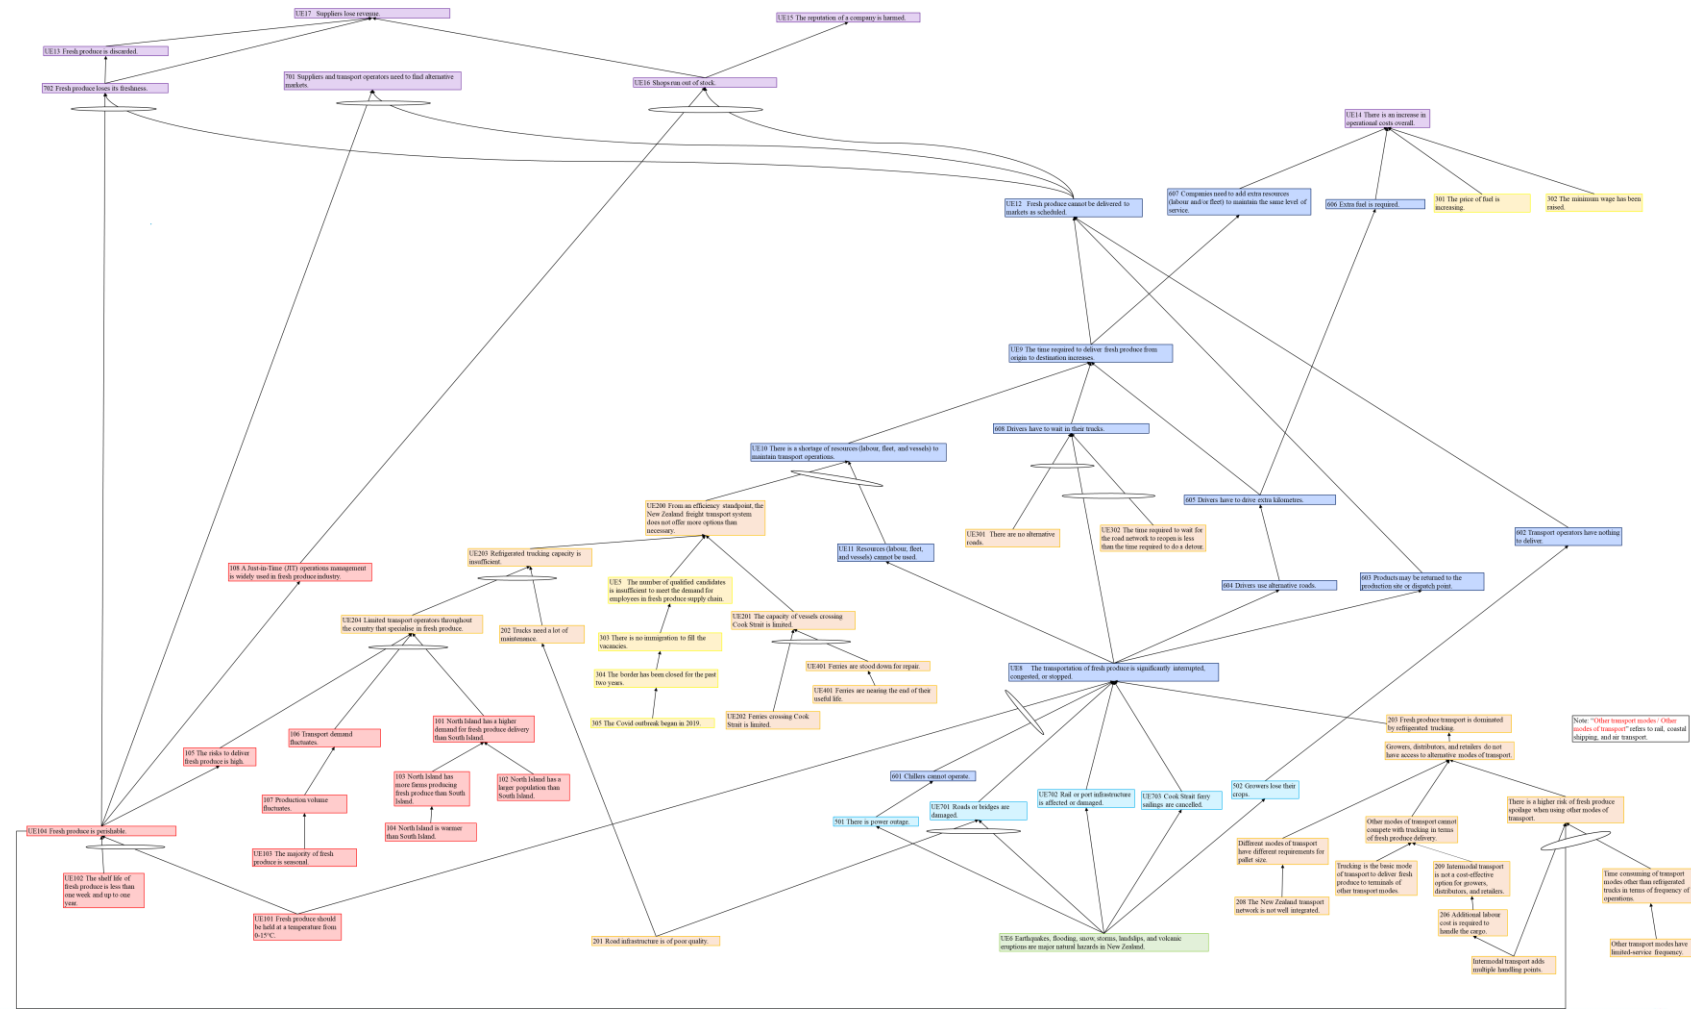 UE17 Suppliers lose revenue.
UE15 The reputation of a company is harmed.
UE13 Fresh produce is discarded.
702 Fresh produce loses its freshness.
701 Suppliers and transport operators need to find alternative
markets.
UE16 Shops run out of stock.
UE14 There is an increase in
operational costs overall.
UE12 Fresh produce cannot be delivered to
markets as scheduled.
607 Companies need to add extra resources
(labour and/or fleet) to maintain the same level of
service.
606 Extra fuel is required.
301 The price of fuel is
increasing.
302 The minimum wage has been
raised.
UE9 The time required to deliver fresh produce from
origin to destination increases.
608 Drivers have to wait in their trucks.
UE10 There is a shortage of resources (labour, fleet, and vessels) to
maintain transport operations.
605 Drivers have to drive extra kilometres.
UE200 From an efficiency standpoint, the
New Zealand freight transport system
does not offer more options than
necessary.
UE301 There are no alternative
roads.
UE302 The time required to wait for
the road network to reopen is less
than the time required to do a detour.
602 Transport operators have nothing
to deliver.
UE203 Refrigerated trucking capacity is
insufficient.
UE11 Resources (labour, fleet,
and vessels) cannot be used.
108 A Just-in-Time (JIT) operations management
is widely used in fresh produce industry.
UE5 The number of qualified candidates
is insufficient to meet the demand for
employees in fresh produce supply chain.
604 Drivers use alternative roads.
603 Products may be returned to the
production site or dispatch point.
UE204 Limited transport operators throughout
the country that specialise in fresh produce.
202 Trucks need a lot of
maintenance.
UE201 The capacity of vessels crossing
Cook Strait is limited.
303 There is no immigration to fill the
vacancies.
UE401 Ferries are stood down for repair.
UE8 The transportation of fresh produce is significantly interrupted,
congested, or stopped.
304 The border has been closed for the past
two years.
UE401 Ferries are nearing the end of their
useful life.
305 The Covid outbreak began in 2019.
UE202 Ferries crossing Cook
Strait is limited.
101 North Island has a higher
demand for fresh produce delivery
than South Island.
106 Transport demand
fluctuates.
105 The risks to deliver
fresh produce is high.
203 Fresh produce transport is dominated
by refrigerated trucking.
Note: "Other transport modes / Other
modes of transport" refers to rail, coastal
shipping, and air transport.
Growers, distributors, and retailers do not
have access to alternative modes of transport.
103 North Island has
more farms producing
fresh produce than South
Island.
102 North Island has a
larger population than
South Island.
601 Chillers cannot operate.
502 Growers lose their
crops.
107 Production volume
fluctuates.
UE701 Roads or bridges are
damaged.
UE702 Rail or port infrastructure
is affected or damaged.
UE703 Cook Strait ferry
sailings are cancelled.
There is a higher risk of fresh produce
spoilage when using other modes of
transport.
501 There is power outage.
104 North Island is warmer
than South Island.
UE104 Fresh produce is perishable.
Other modes of transport cannot
compete with trucking in terms
of fresh produce delivery.
Different modes of transport
have different requirements for
pallet size.
UE103 The majority of fresh
produce is seasonal.
Trucking is the basic mode
of transport to deliver fresh
produce to terminals of
other transport modes.
209 Intermodal transport
is not a cost-effective
option for growers,
distributors, and retailers.
Time consuming of transport
modes other than refrigerated
trucks in terms of frequency of
operations.
UE102 The shelf life of
fresh produce is less than
one week and up to one
year.
208 The New Zealand transport
network is not well integrated.
206 Additional labour
cost is required to
handle the cargo.
UE101 Fresh produce should
be held at a temperature from
0-15°C.
201 Road infrastructure is of poor quality.
UE6 Earthquakes, flooding, snow, storms, landslips, and volcanic
eruptions are major natural hazards in New Zealand.
Other transport modes have
limited-service frequency.
Intermodal transport adds
multiple handling points.